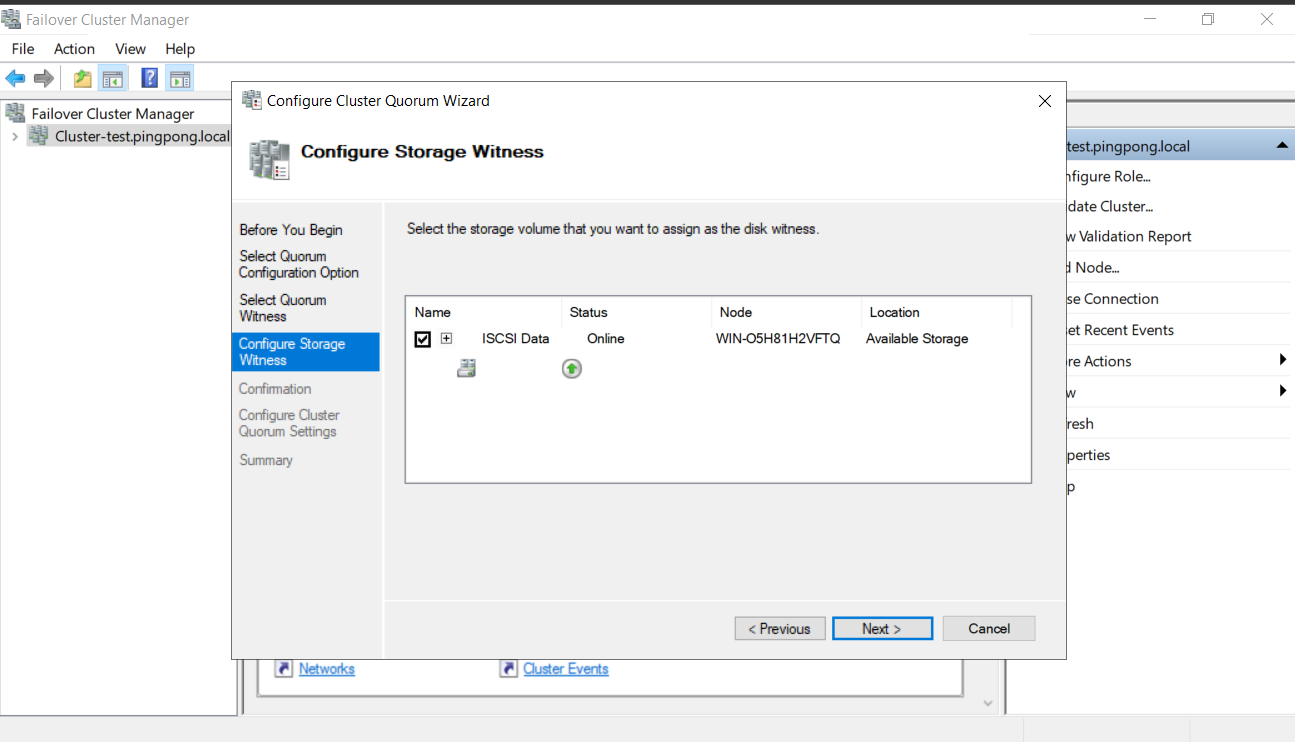 Failover Cluster Manager
File Action View Help
Failover Cluster Manager
Cluster-test.pingpong.local
Configure Cluster Quorum Wizard
Configure Storage Witness
Before You Begin
Select Quorum
Configuration Option
Select Quorum
Witness
Configure Storage
Witness
Confirmation
Configure Cluster
Quorum Settings
Summary
Select the storage volume that you want to assign as the disk witness.
Name Status Node Location
ISCSI Data Online WIN-O5H81H2VFTQ Available Storage
< Previous Next > Cancel
Networks Cluster Events
test.pingpong.local
nfigure Role...
date Cluster...
w Validation Report
d Node...
se Connection
et Recent Events
re Actions
w
resh
perties
p